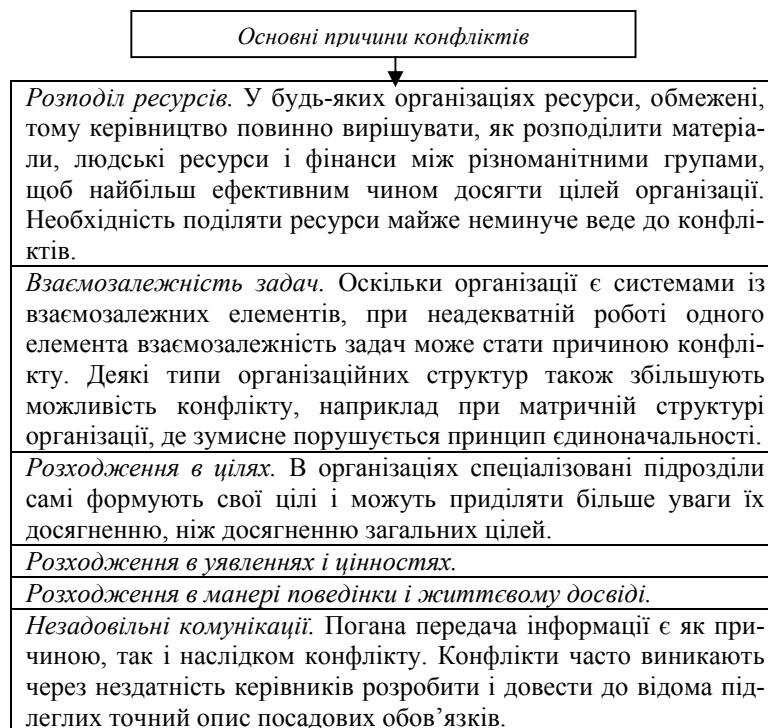 Основні причини конфліктів
Розподіл ресурсів. У будь-яких організаціях ресурси, обмежені,
тому керівництво повинно вирішувати, як розподілити матеріа-
ли, людські ресурси і фінанси між різноманітними групами,
щоб найбільш ефективним чином досягти цілей організації.
Необхідність поділяти ресурси майже неминуче веде до конфлі-
ктів.
Взаємозалежність задач. Оскільки організації є системами із
взаємозалежних елементів, при неадекватній роботі одного
елемента взаємозалежність задач може стати причиною конфлі-
кту. Деякі типи організаційних структур також збільшують
можливість конфлікту, наприклад при матричній структурі
організації, де зумисне порушується принцип єдиноначальності.
Розходження в цілях. В організаціях спеціалізовані підрозділи
самі формують свої цілі і можуть приділяти більше уваги їх
досягненню, ніж досягненню загальних цілей.
Розходження в уявленнях і цінностях.
Розходження в манері поведінки і життєвому досвіді.
Незадовільні комунікації. Погана передача інформації є як при-
чиною, так і наслідком конфлікту. Конфлікти часто виникають
через нездатність керівників розробити і довести до відома під-
леглих точний опис посадових обов’язків.